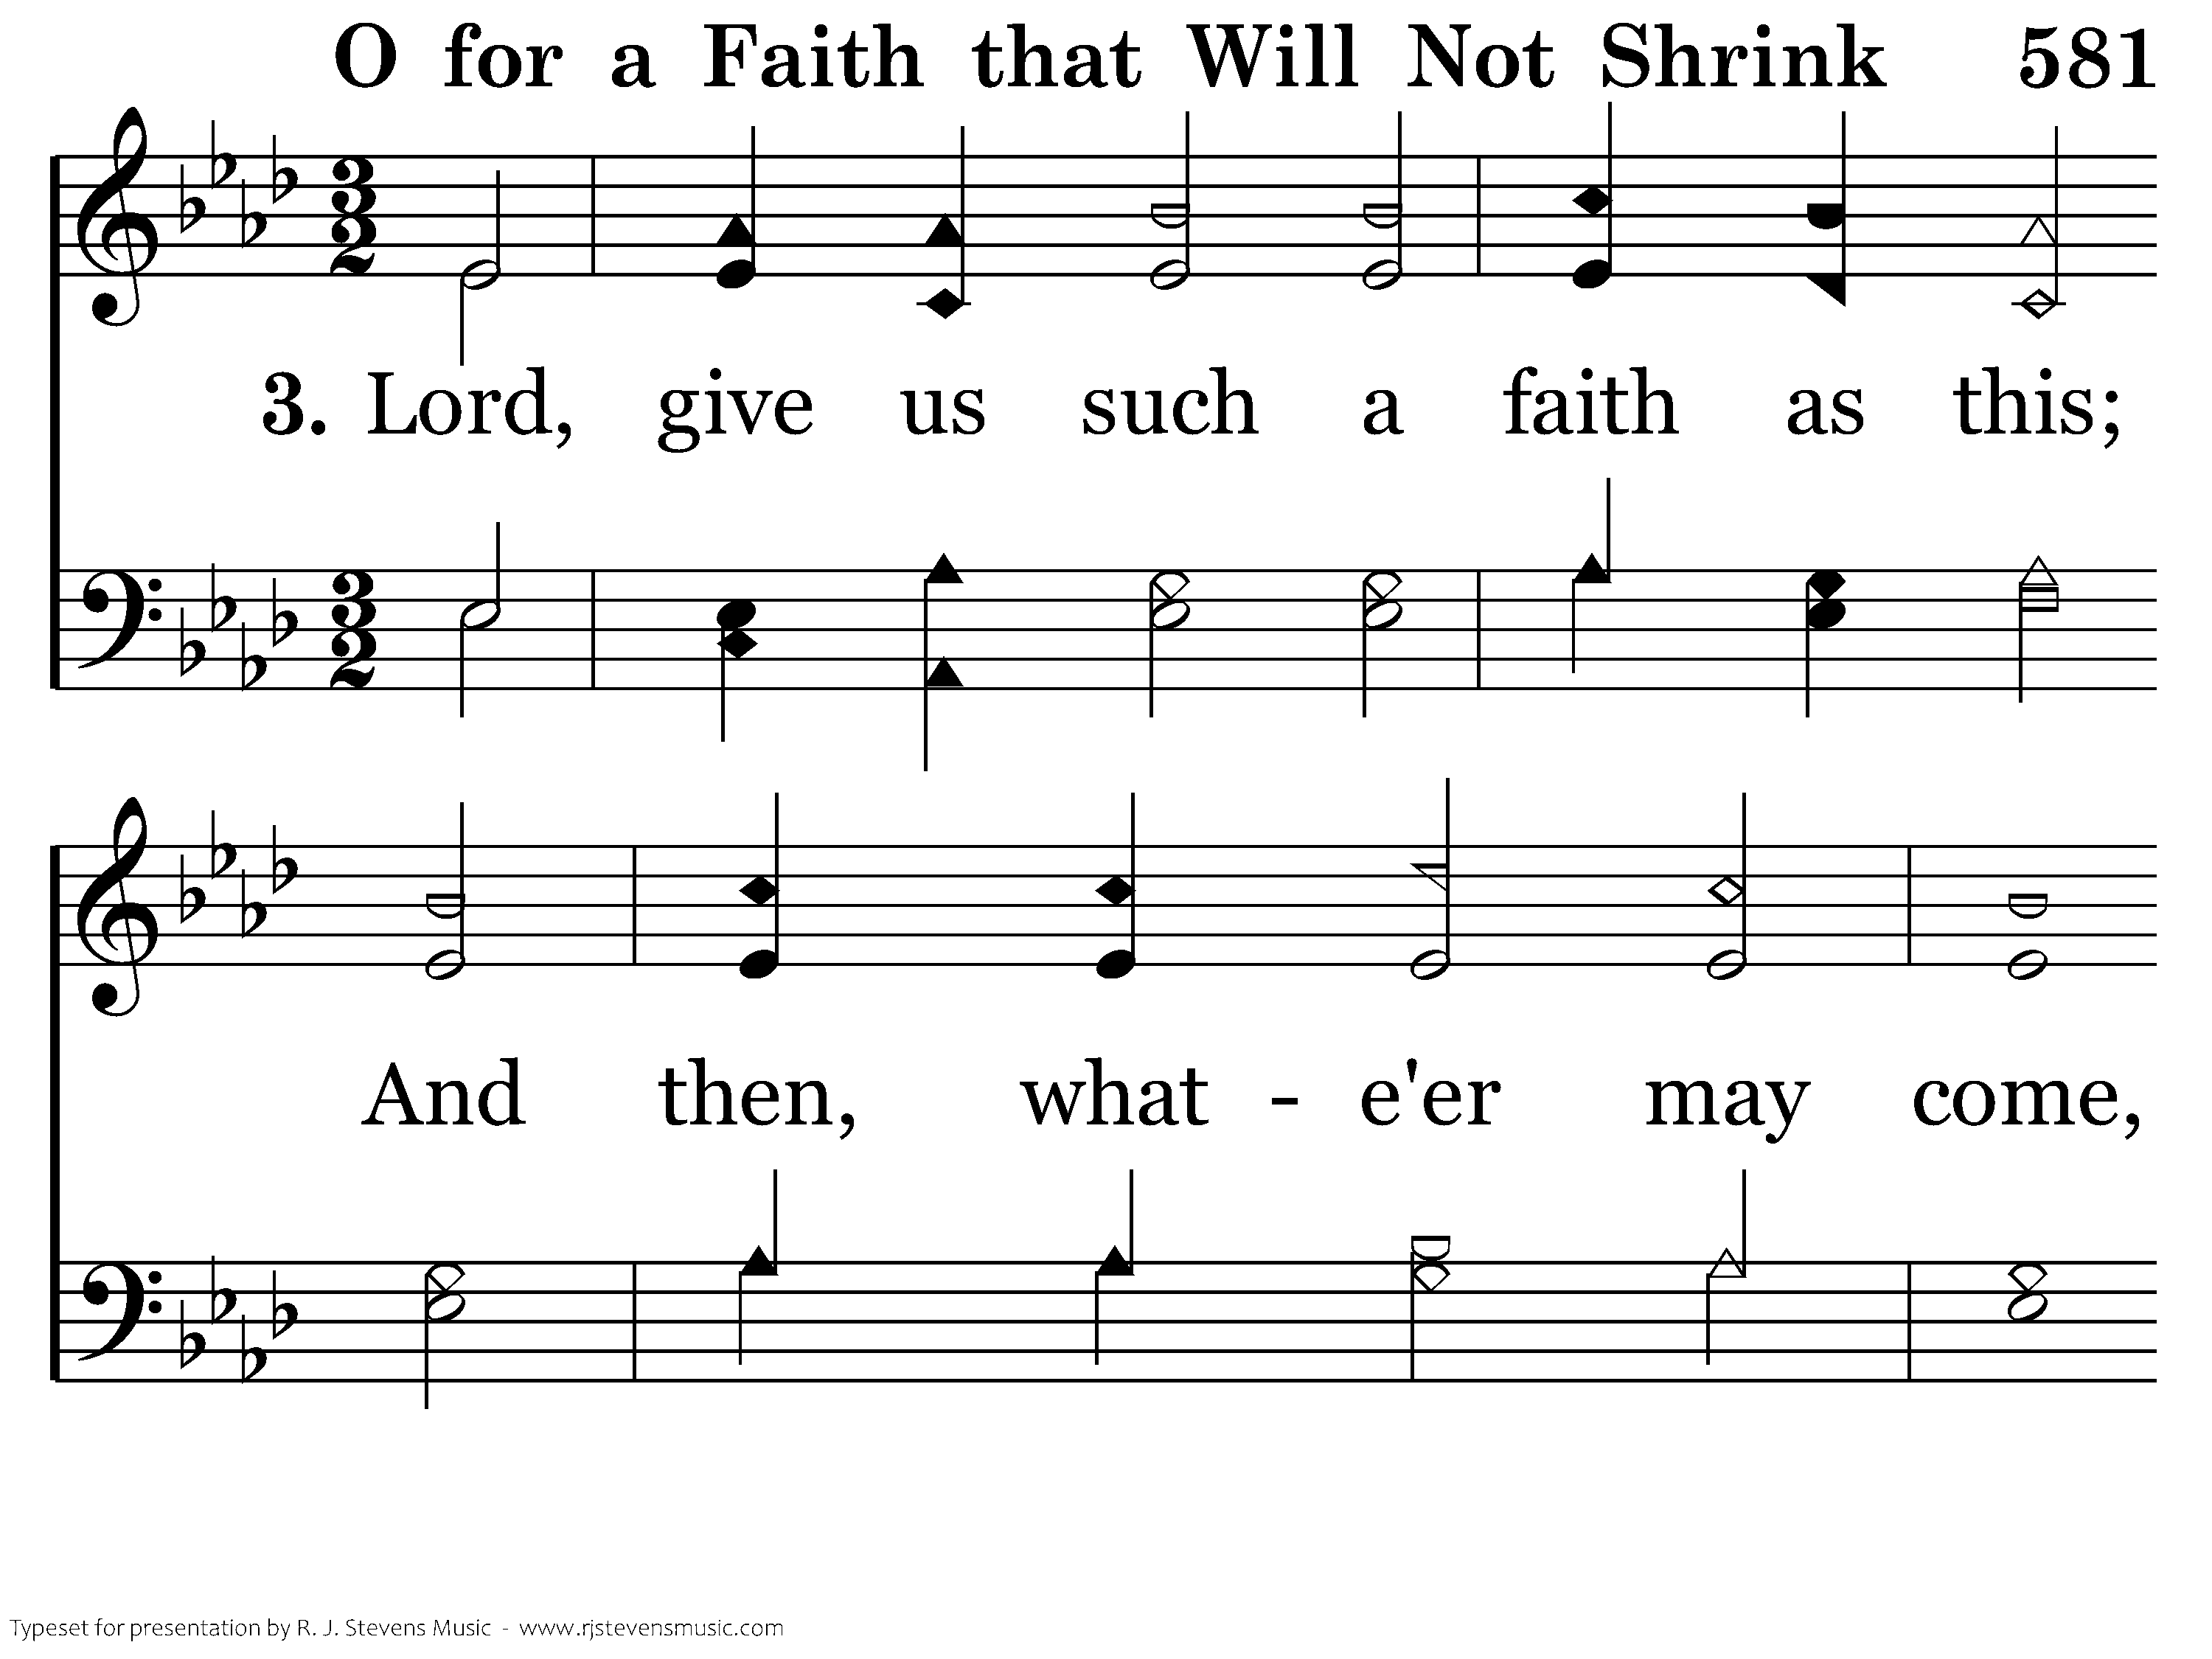 O for a Faith that Will Not Shrink 581
3. Lord, give us such a faith as this;
And then, what - e'er may come,
Typeset for presentation by R. J. Stevens Music - www.rjstevensmusic.com